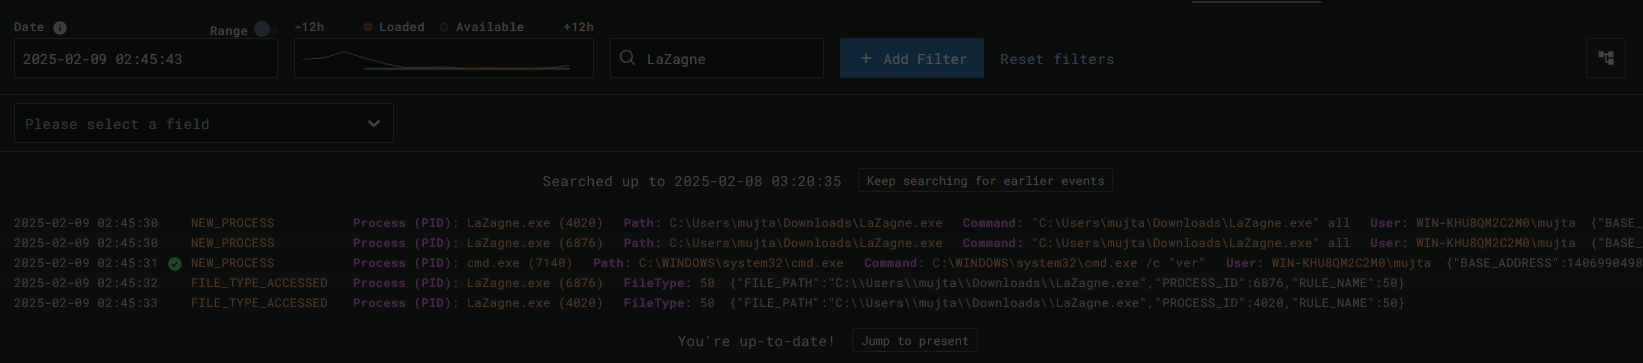 Date Range -12h Loaded Available +12h
2025-02-09 02:45:43 LaZagne + Add Filter Reset filters
Please select a field
Searched up to 2025-02-08 03:20:35 Keep searching for earlier events
2025-02-09 02:45:30 NEW_PROCESS Process (PID): LaZagne.exe (4020) Path: C:\Users\mujta\Downloads\LaZagne.exe Command: "C:\Users\mujta\Downloads\LaZagne.exe" all User: WIN-KHU8QM2C2M0\mujta {"BASE_
2025-02-09 02:45:30 NEW_PROCESS Process (PID): LaZagne.exe (6876) Path: C:\Users\mujta\Downloads\LaZagne.exe Command: "C:\Users\mujta\Downloads\LaZagne.exe" all User: WIN-KHU8QM2C2M0\mujta {"BASE_
2025-02-09 02:45:31 NEW_PROCESS Process (PID): cmd.exe (7140) Path: C:\WINDOWS\system32\cmd.exe Command: C:\WINDOWS\system32\cmd.exe /c "ver" User: WIN-KHU8QM2C2M0\mujta {"BASE_ADDRESS":1406990498
2025-02-09 02:45:32 FILE_TYPE_ACCESSED Process (PID): LaZagne.exe (6876) FileType: 50 {"FILE_PATH":"C:\\Users\\mujta\\Downloads\\LaZagne.exe","PROCESS_ID":6876,"RULE_NAME":50}
2025-02-09 02:45:33 FILE_TYPE_ACCESSED Process (PID): LaZagne.exe (4020) FileType: 50 {"FILE_PATH":"C:\\Users\\mujta\\Downloads\\LaZagne.exe","PROCESS_ID":4020,"RULE_NAME":50}
You're up-to-date! Jump to present